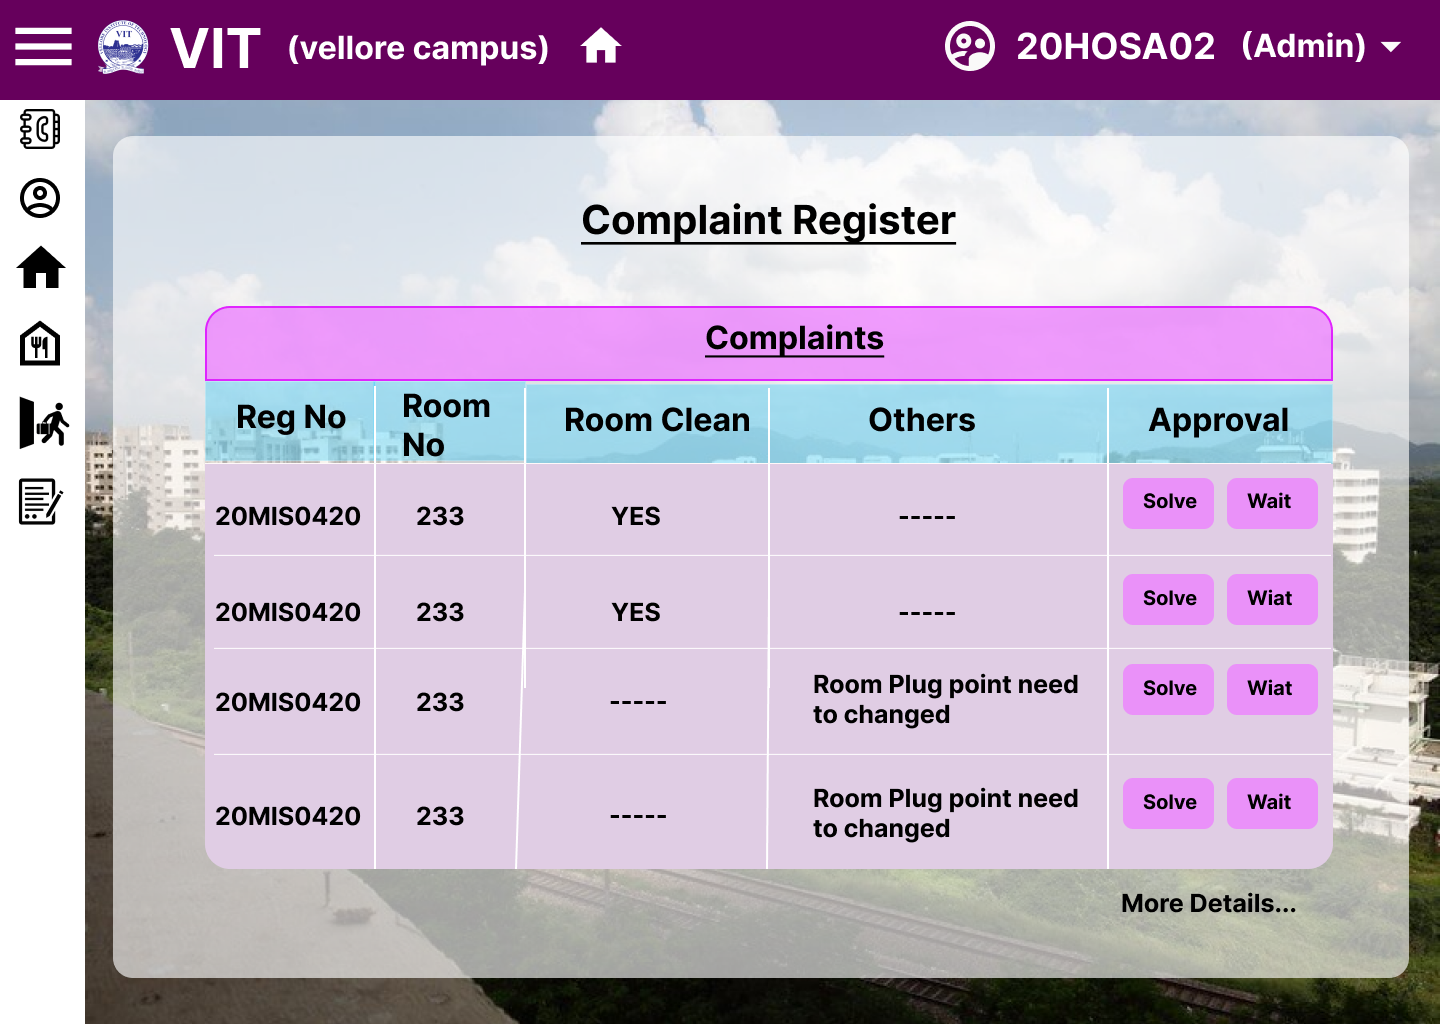 VIT (vellore campus) 20HOSA02 (Admin)
VIT
Complaint Register
Complaints
Reg No Room No Room Clean Others Approval
20MIS0420 233 YES ----- Solve Wait
20MIS0420 233 YES ----- Solve Wiat
20MIS0420 233 ----- Room Plug point need
to changed Solve Wiat
20MIS0420 233 ----- Room Plug point need
to changed Solve Wait
More Details...